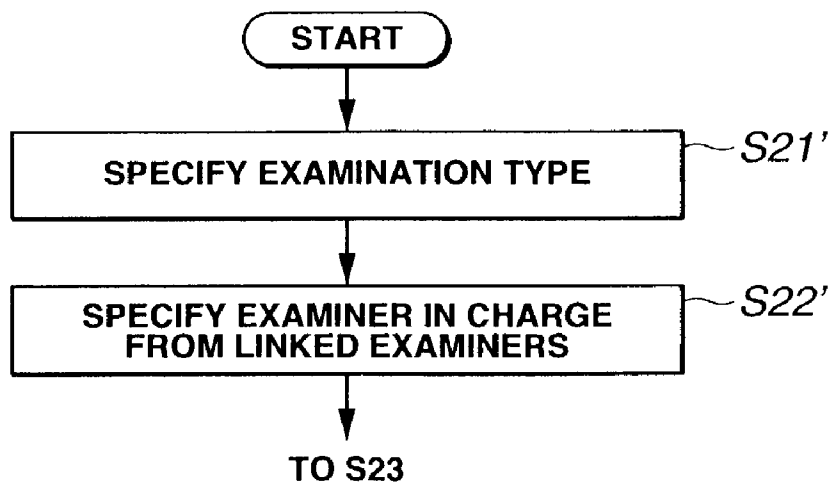 START
SPECIFY EXAMINATION TYPE
S21'
SPECIFY EXAMINER IN CHARGE
FROM LINKED EXAMINERS
S22'
TO S23